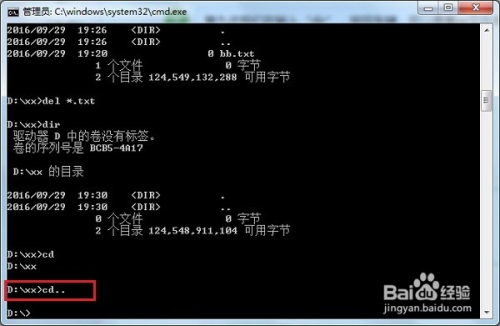 管理员: C:\windows\system32\cmd.exe
2016/09/29  19:26    <DIR>          .
2016/09/29  19:26    <DIR>          ..
2016/09/29  19:20                 0 bb.txt
1 个文件              0 字节
2 个目录 124,549,132,288 可用字节
D:\xx>del *.txt
D:\xx>dir
驱动器 D 中的卷没有标签。
卷的序列号是 BCB5-4A17
D:\xx 的目录
2016/09/29  19:30    <DIR>          .
2016/09/29  19:30    <DIR>          ..
0 个文件              0 字节
2 个目录 124,548,911,104 可用字节
D:\xx>cd
D:\xx
D:\xx>cd..
D:\>
Baidu 经验
jingyan.baidu.com